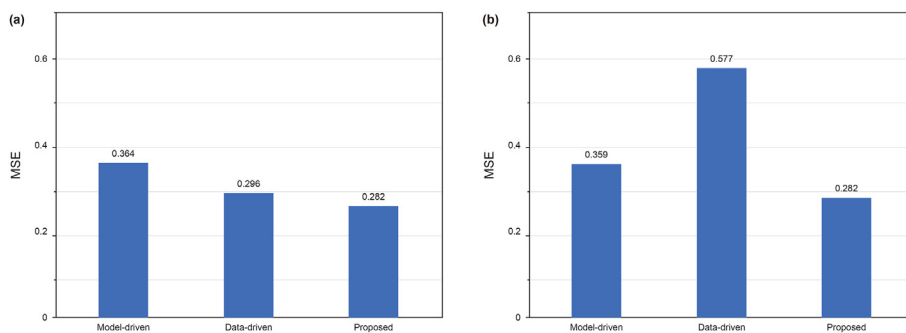 (a)
MSE
0.6
0.4
0.2
0
0.364
0.296
0.282
Model-driven
Data-driven
Proposed
(b)
MSE
0.6
0.4
0.2
0
0.359
0.577
0.282
Model-driven
Data-driven
Proposed